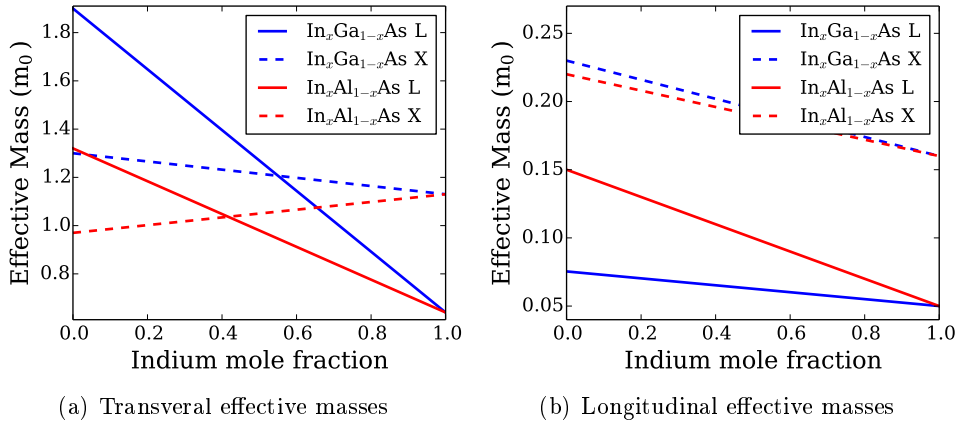 1.8
1.6
1.4
1.2
1.0
0.8
Effective Mass (m₀)
InₓGa₁₋ₓAs L
InₓGa₁₋ₓAs X
InₓAl₁₋ₓAs L
InₓAl₁₋ₓAs X
0.0 0.2 0.4 0.6 0.8 1.0
Indium mole fraction
(a) Transveral effective masses
0.25
0.20
0.15
0.10
0.05
Effective Mass (m₀)
InₓGa₁₋ₓAs L
InₓGa₁₋ₓAs X
InₓAl₁₋ₓAs L
InₓAl₁₋ₓAs X
0.0 0.2 0.4 0.6 0.8 1.0
Indium mole fraction
(b) Longitudinal effective masses